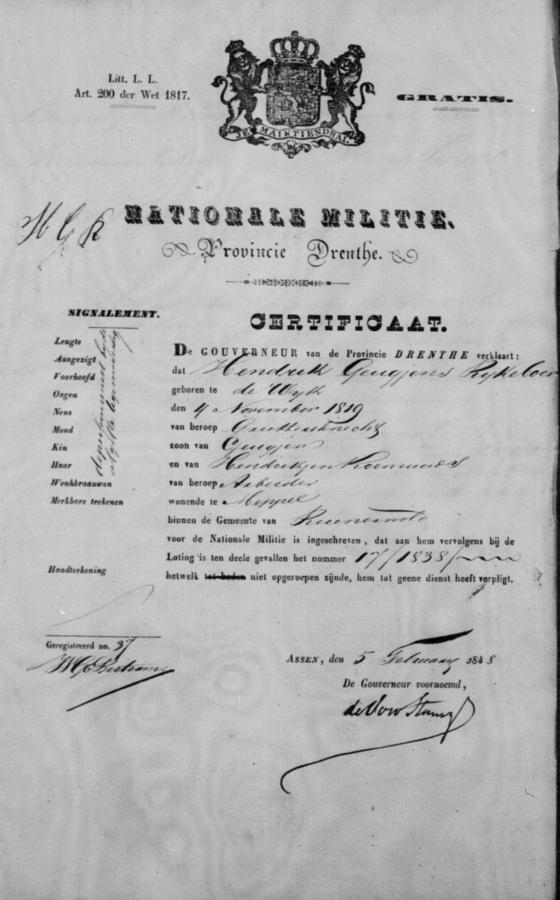 Litt. L. L.
Art. 200 der Wet 1817.
JE MAINTIENDRAI
GRATIS.
H G R
NATIONALE MILITIE.
Provincie Drenthe.
SIGNALEMENT.
Lengte
Aangezigt
Voorhoofd
Oogen
Neus
Mond
Kin
Haar
Wenkbraauwen
Merkbare teekenen
Handteekening
CERTIFICAAT.
De GOUVERNEUR van de Provincie DRENTHE verklaart:
dat Hendrik Geugjens
geboren te de Wyk
den 4 November 1819
van beroep
zoon van Geugjen
en van Hendrikjen
van beroep Arbeider
wonende te Meppel
binnen de Gemeente van
voor de Nationale Militie is ingeschreven, dat aan hem vervolgens bij de
Loting is ten deele gevallen het nommer 17/1838
hetwelk tot heden niet opgeroepen zijnde, hem tot geene dienst heeft verpligt.
Geregistreerd no. 37
ASSEN, den 5 Februarij 1848
De Gouverneur voornoemd,